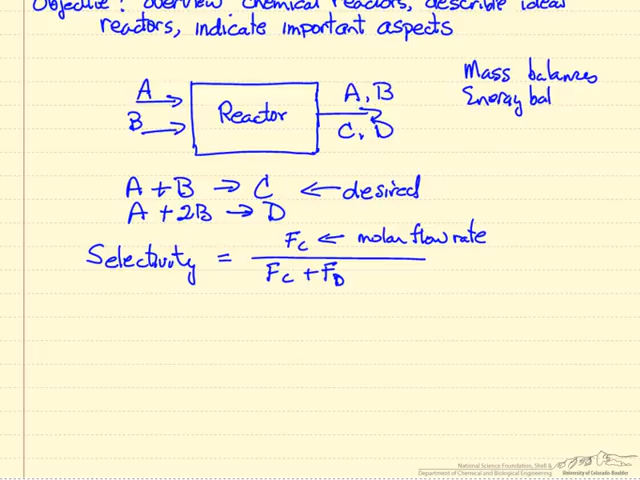 Objective: overview chemical reactors, describe ideal
reactors, indicate important aspects
Mass balances
Energy bal
A
B
Reactor
A, B
C, D
A + B → C ← desired
A + 2B → D
Selectivity = F_C ← molar flow rate
F_C + F_D
National Science Foundation, Shell &
Department of Chemical and Biological Engineering
University of Colorado Boulder